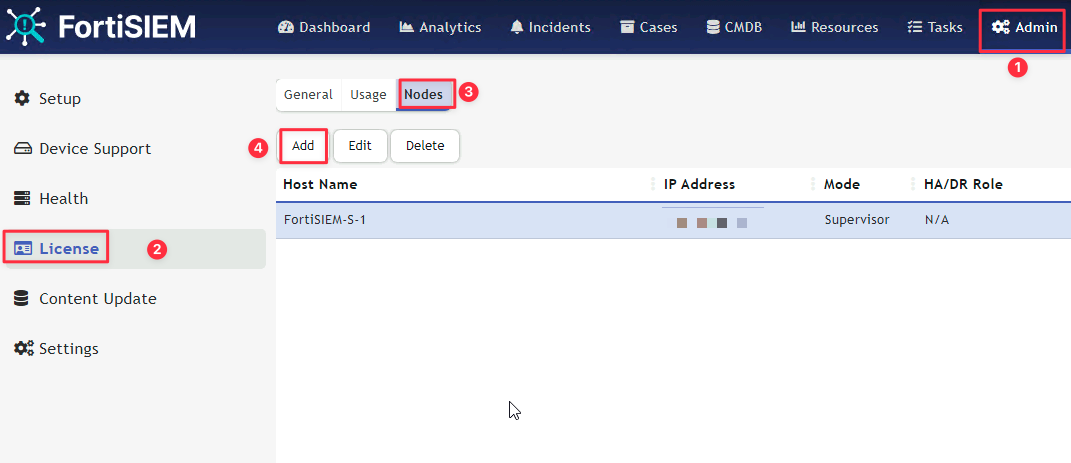 FortiSIEM Dashboard Analytics Incidents Cases CMDB Resources Tasks Admin
1
Setup
General Usage Nodes 3
4 Add Edit Delete
Device Support
Host Name IP Address Mode HA/DR Role
Health
FortiSIEM-S-1 Supervisor N/A
License 2
Content Update
Settings